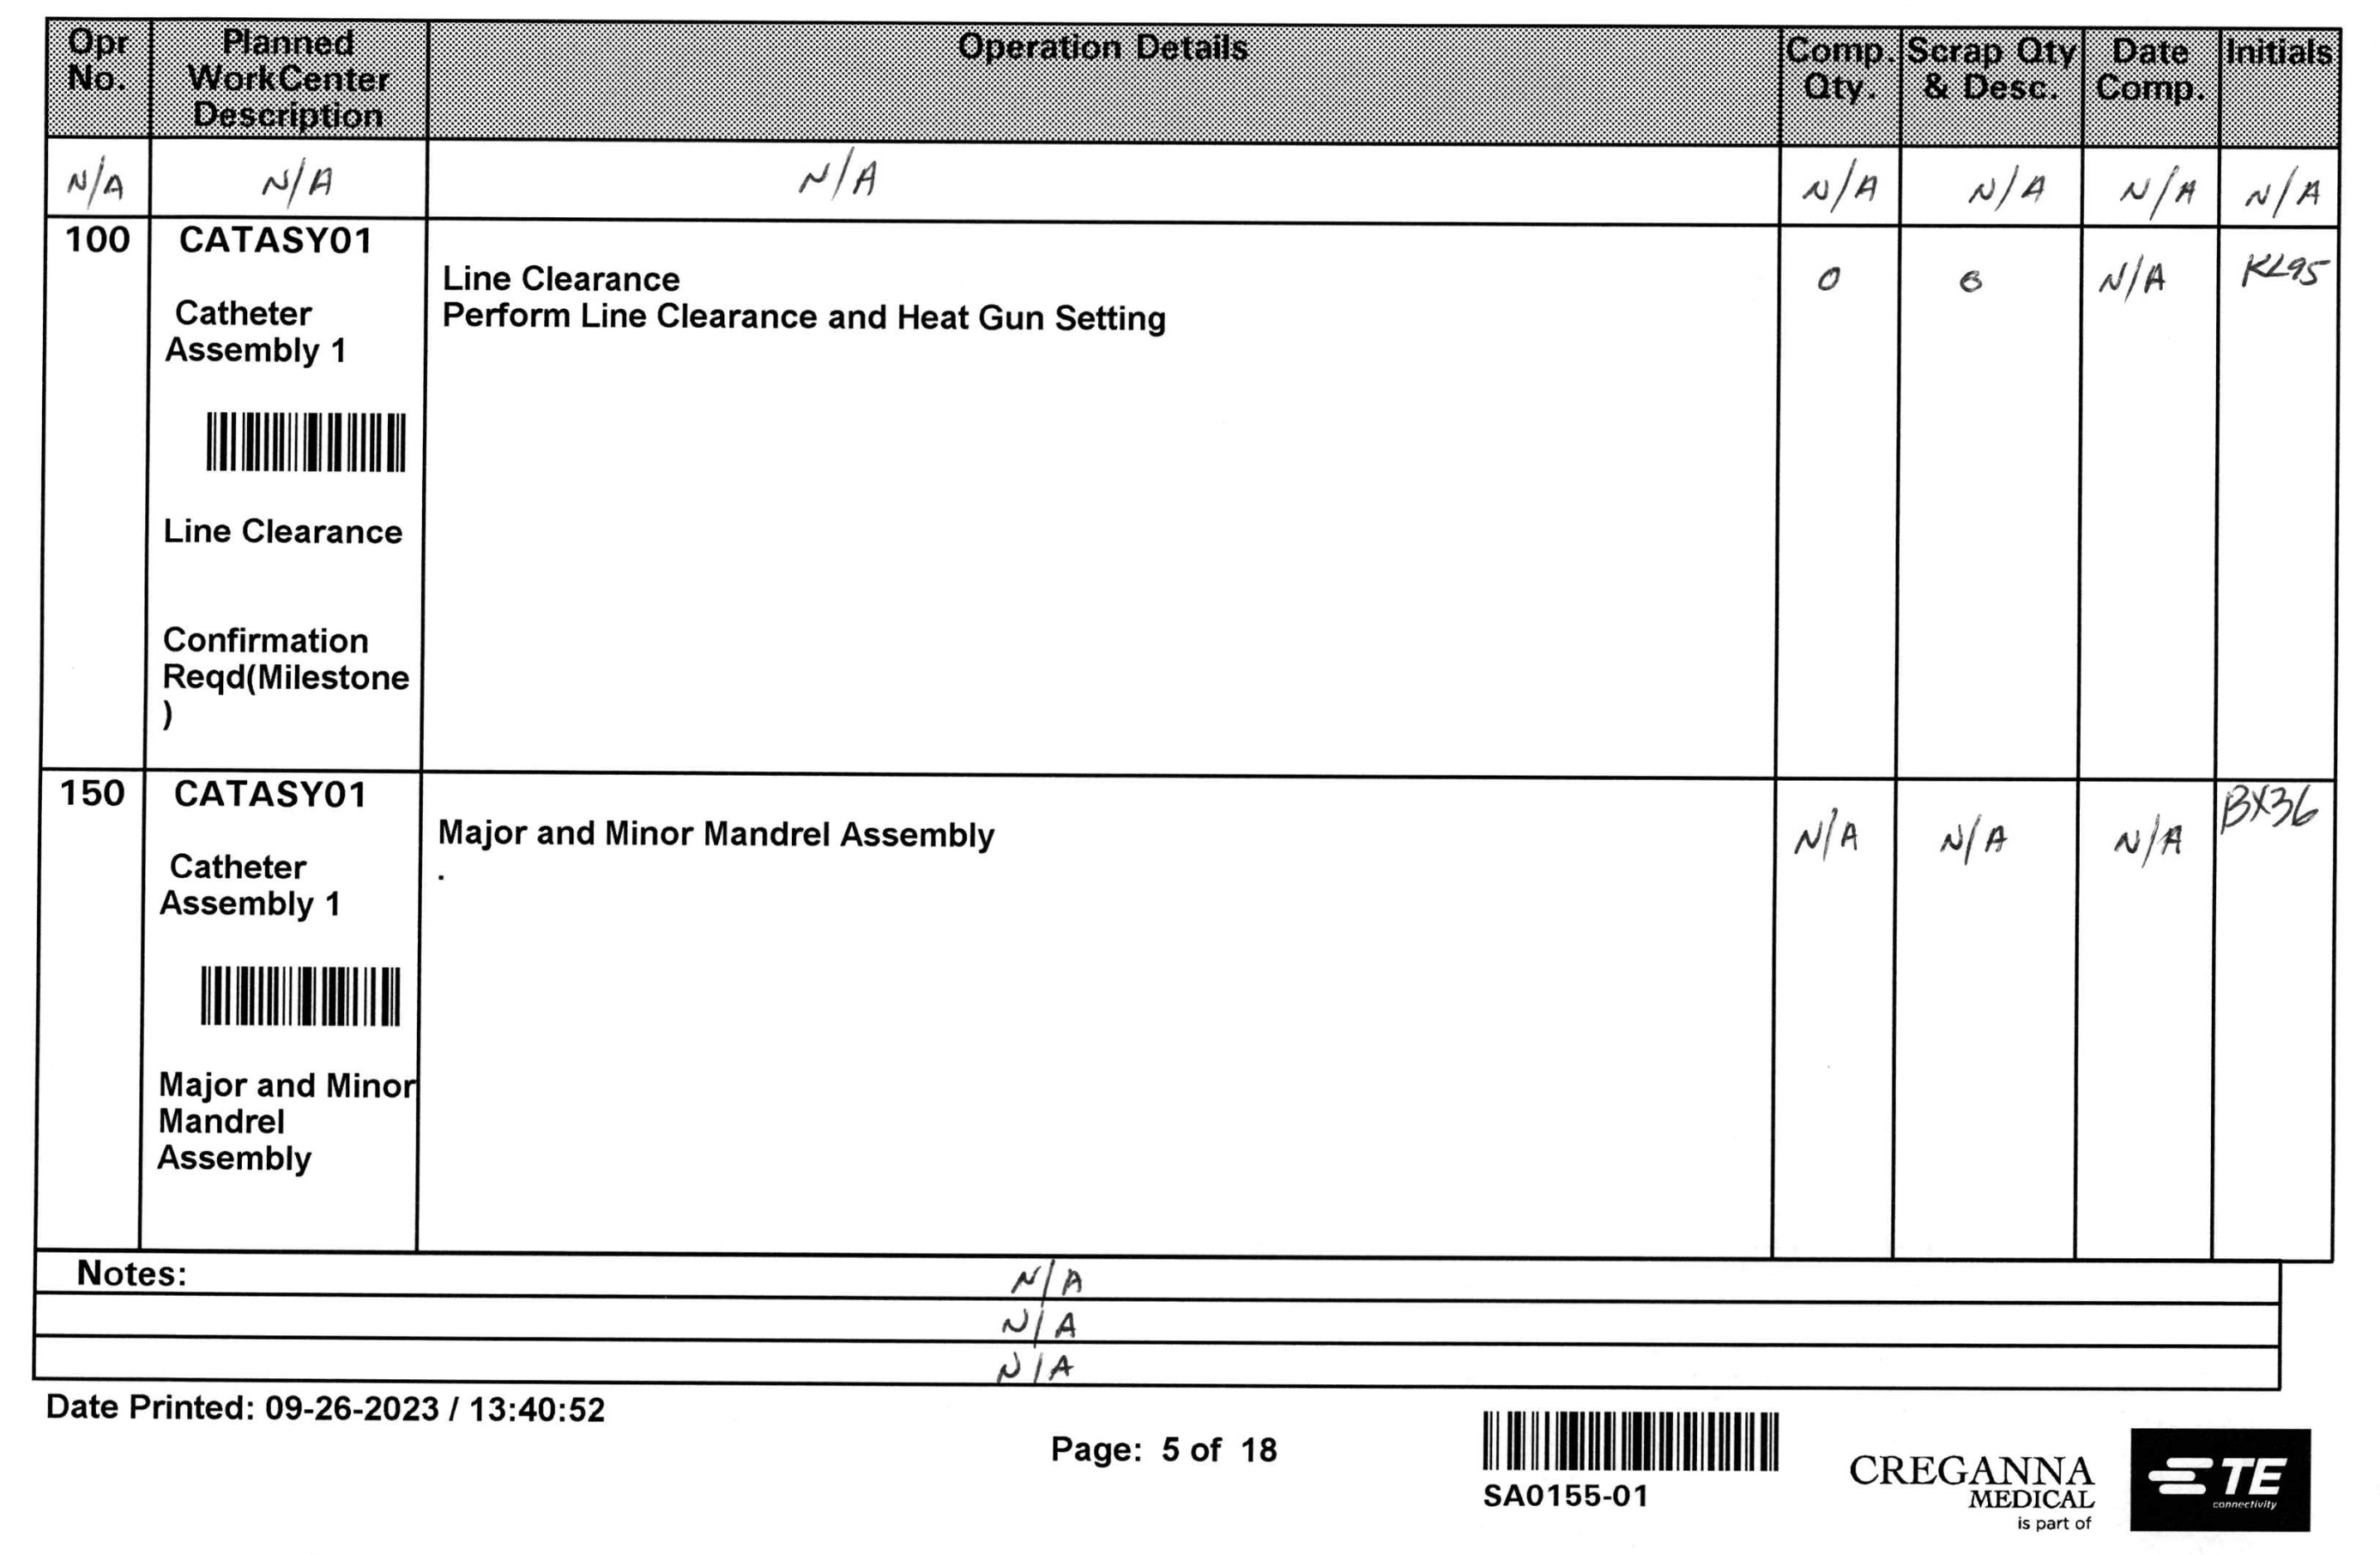 Opr No. Planned WorkCenter Description Operation Details Comp. Qty. Scrap Qty & Desc. Date Comp. Initials
N/A N/A N/A N/A N/A N/A N/A
100 CATASY01
Line Clearance 0 0 N/A KL95
Catheter Perform Line Clearance and Heat Gun Setting
Assembly 1
Line Clearance
Confirmation
Reqd(Milestone
)
150 CATASY01 BX36
Major and Minor Mandrel Assembly N/A N/A N/A
Catheter .
Assembly 1
Major and Minor
Mandrel
Assembly
Notes: N/A
N/A
N/A
Date Printed: 09-26-2023 / 13:40:52
Page: 5 of 18
SA0155-01
CREGANNA
MEDICAL
is part of
TE
connectivity